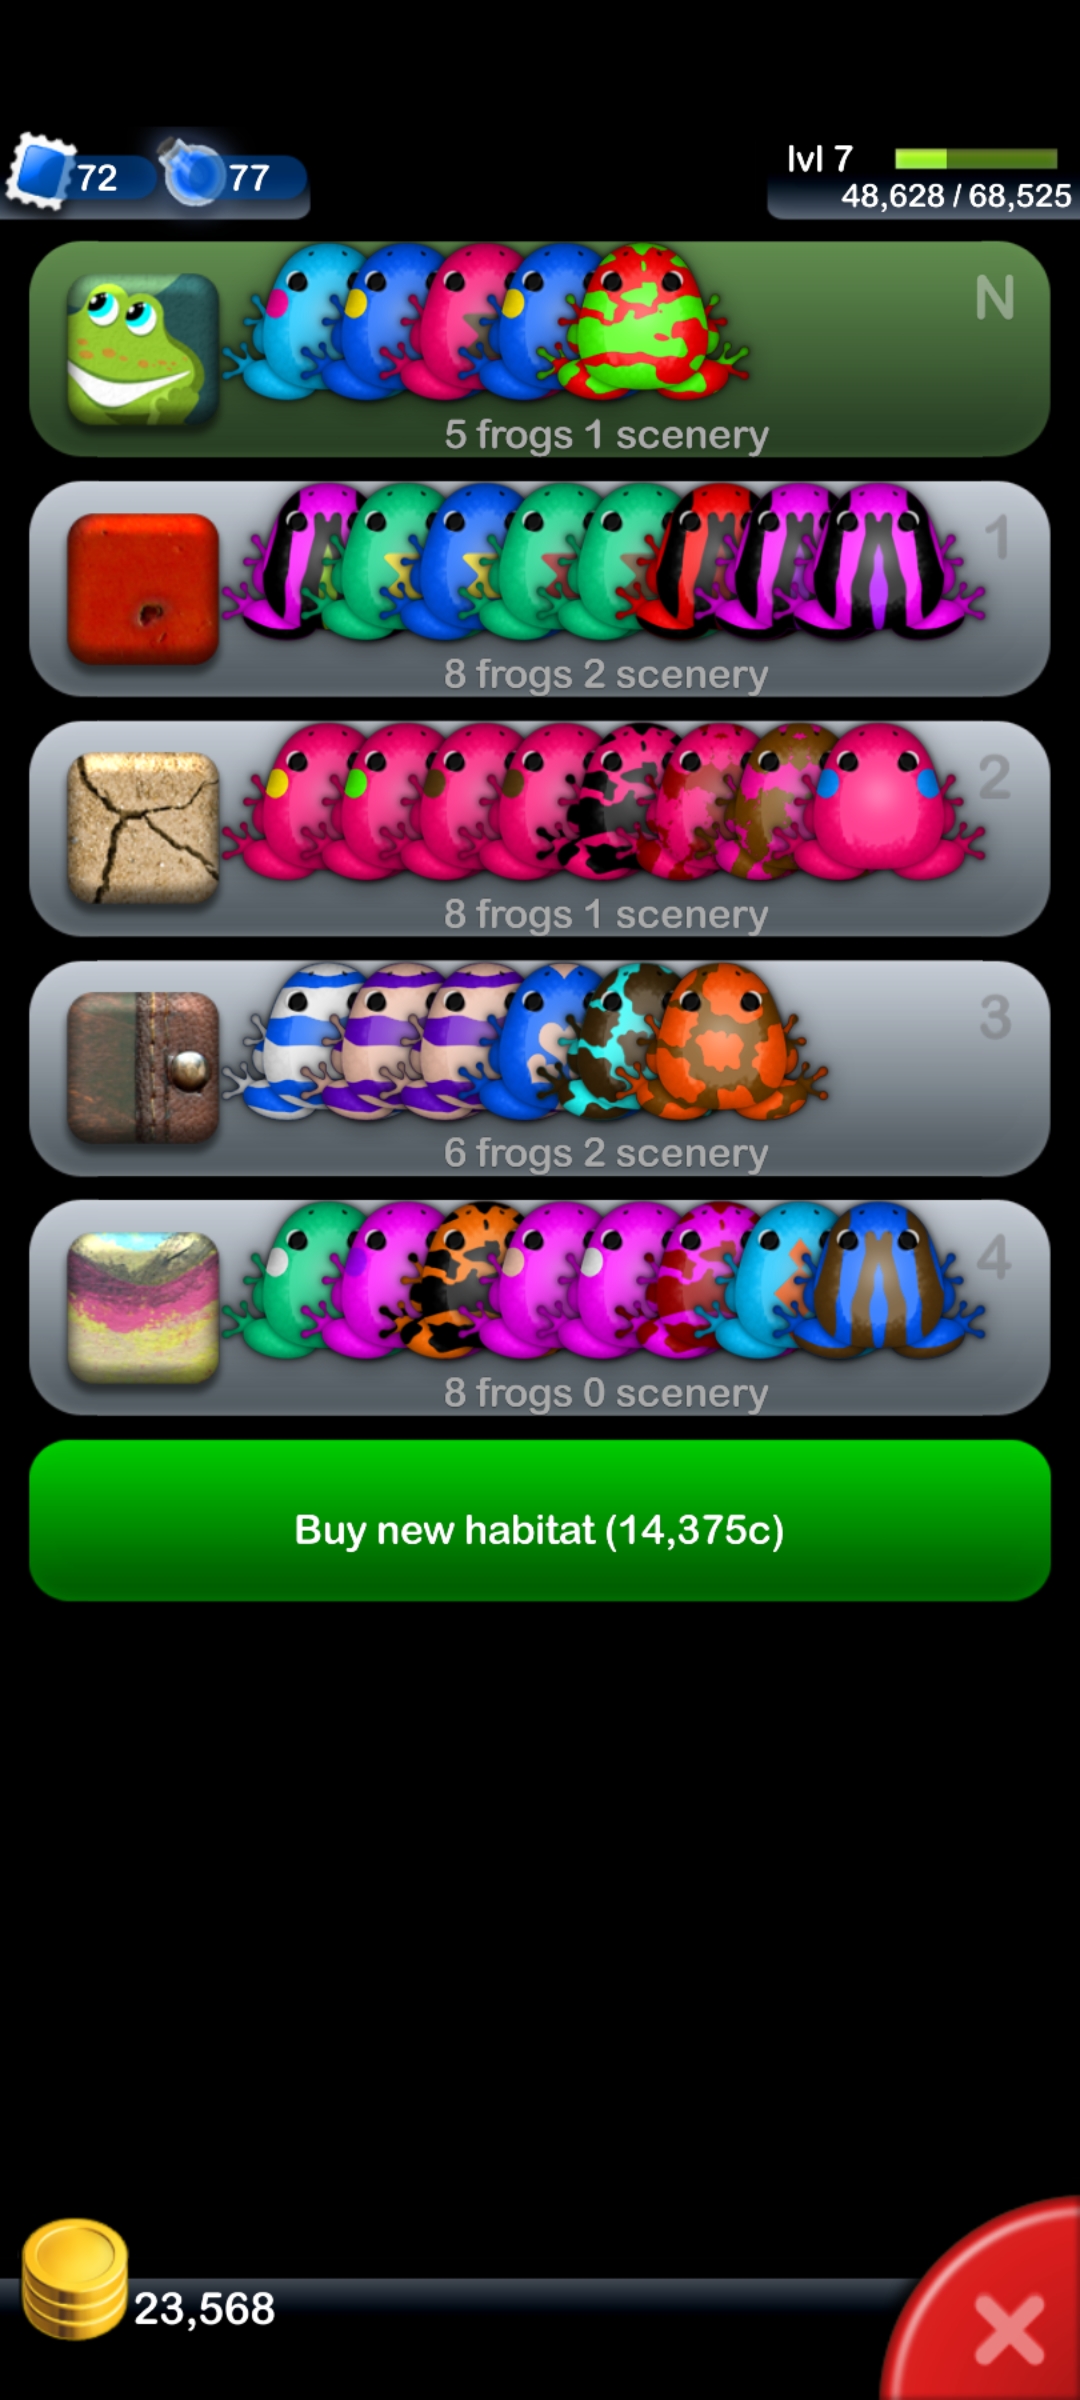 72
77
lvl 7
48,628 / 68,525
N
5 frogs 1 scenery
1
8 frogs 2 scenery
2
8 frogs 1 scenery
3
6 frogs 2 scenery
4
8 frogs 0 scenery
Buy new habitat (14,375c)
23,568